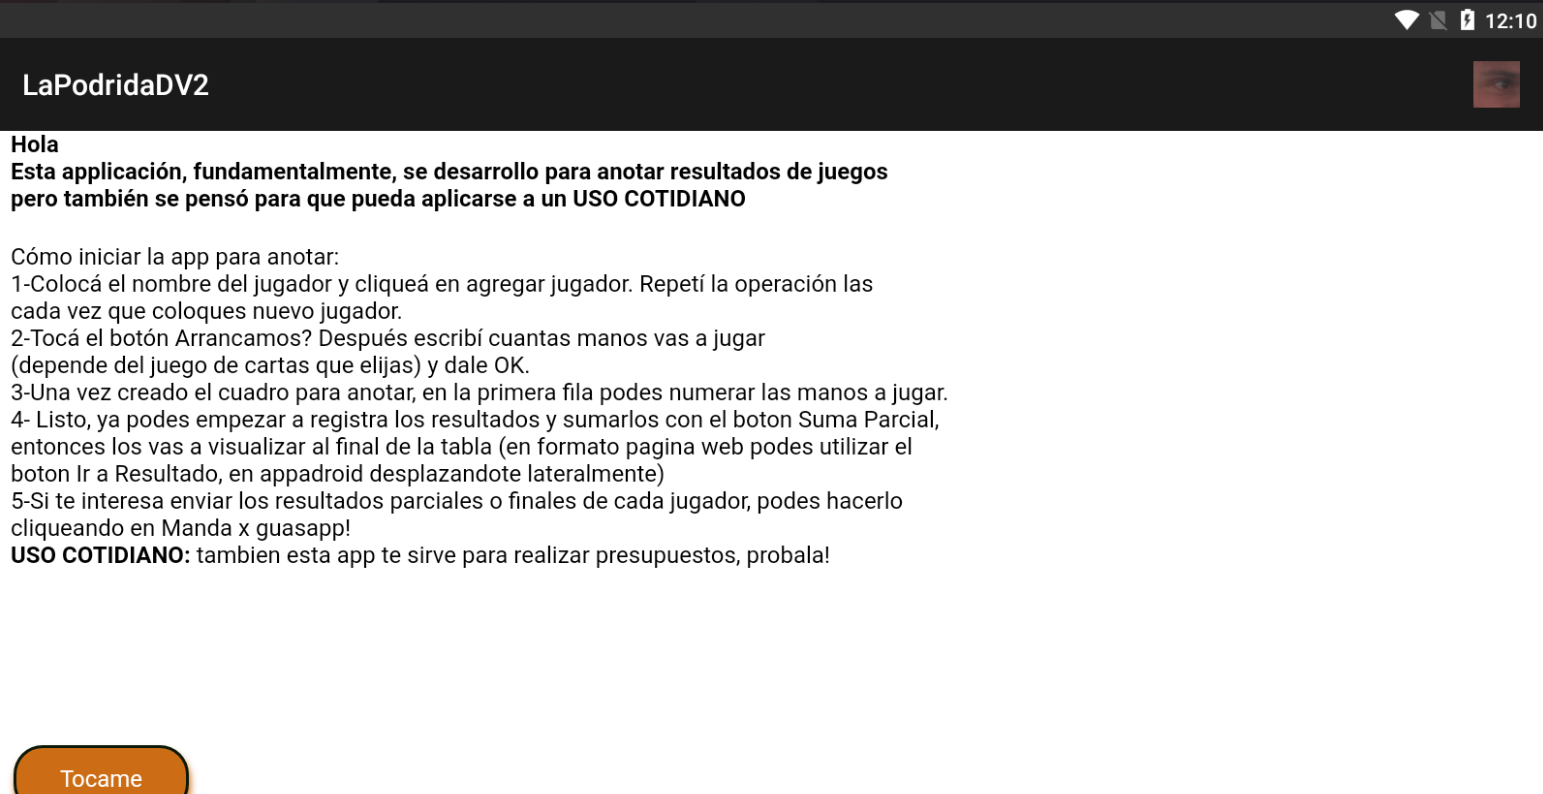 12:10
LaPodridaDV2
Hola
Esta applicación, fundamentalmente, se desarrollo para anotar resultados de juegos
pero también se pensó para que pueda aplicarse a un USO COTIDIANO
Cómo iniciar la app para anotar:
1-Colocá el nombre del jugador y cliqueá en agregar jugador. Repetí la operación las
cada vez que coloques nuevo jugador.
2-Tocá el botón Arrancamos? Después escribí cuantas manos vas a jugar
(depende del juego de cartas que elijas) y dale OK.
3-Una vez creado el cuadro para anotar, en la primera fila podes numerar las manos a jugar.
4- Listo, ya podes empezar a registra los resultados y sumarlos con el boton Suma Parcial,
entonces los vas a visualizar al final de la tabla (en formato pagina web podes utilizar el
boton Ir a Resultado, en appadroid desplazandote lateralmente)
5-Si te interesa enviar los resultados parciales o finales de cada jugador, podes hacerlo
cliqueando en Manda x guasapp!
USO COTIDIANO: tambien esta app te sirve para realizar presupuestos, probala!
Tocame